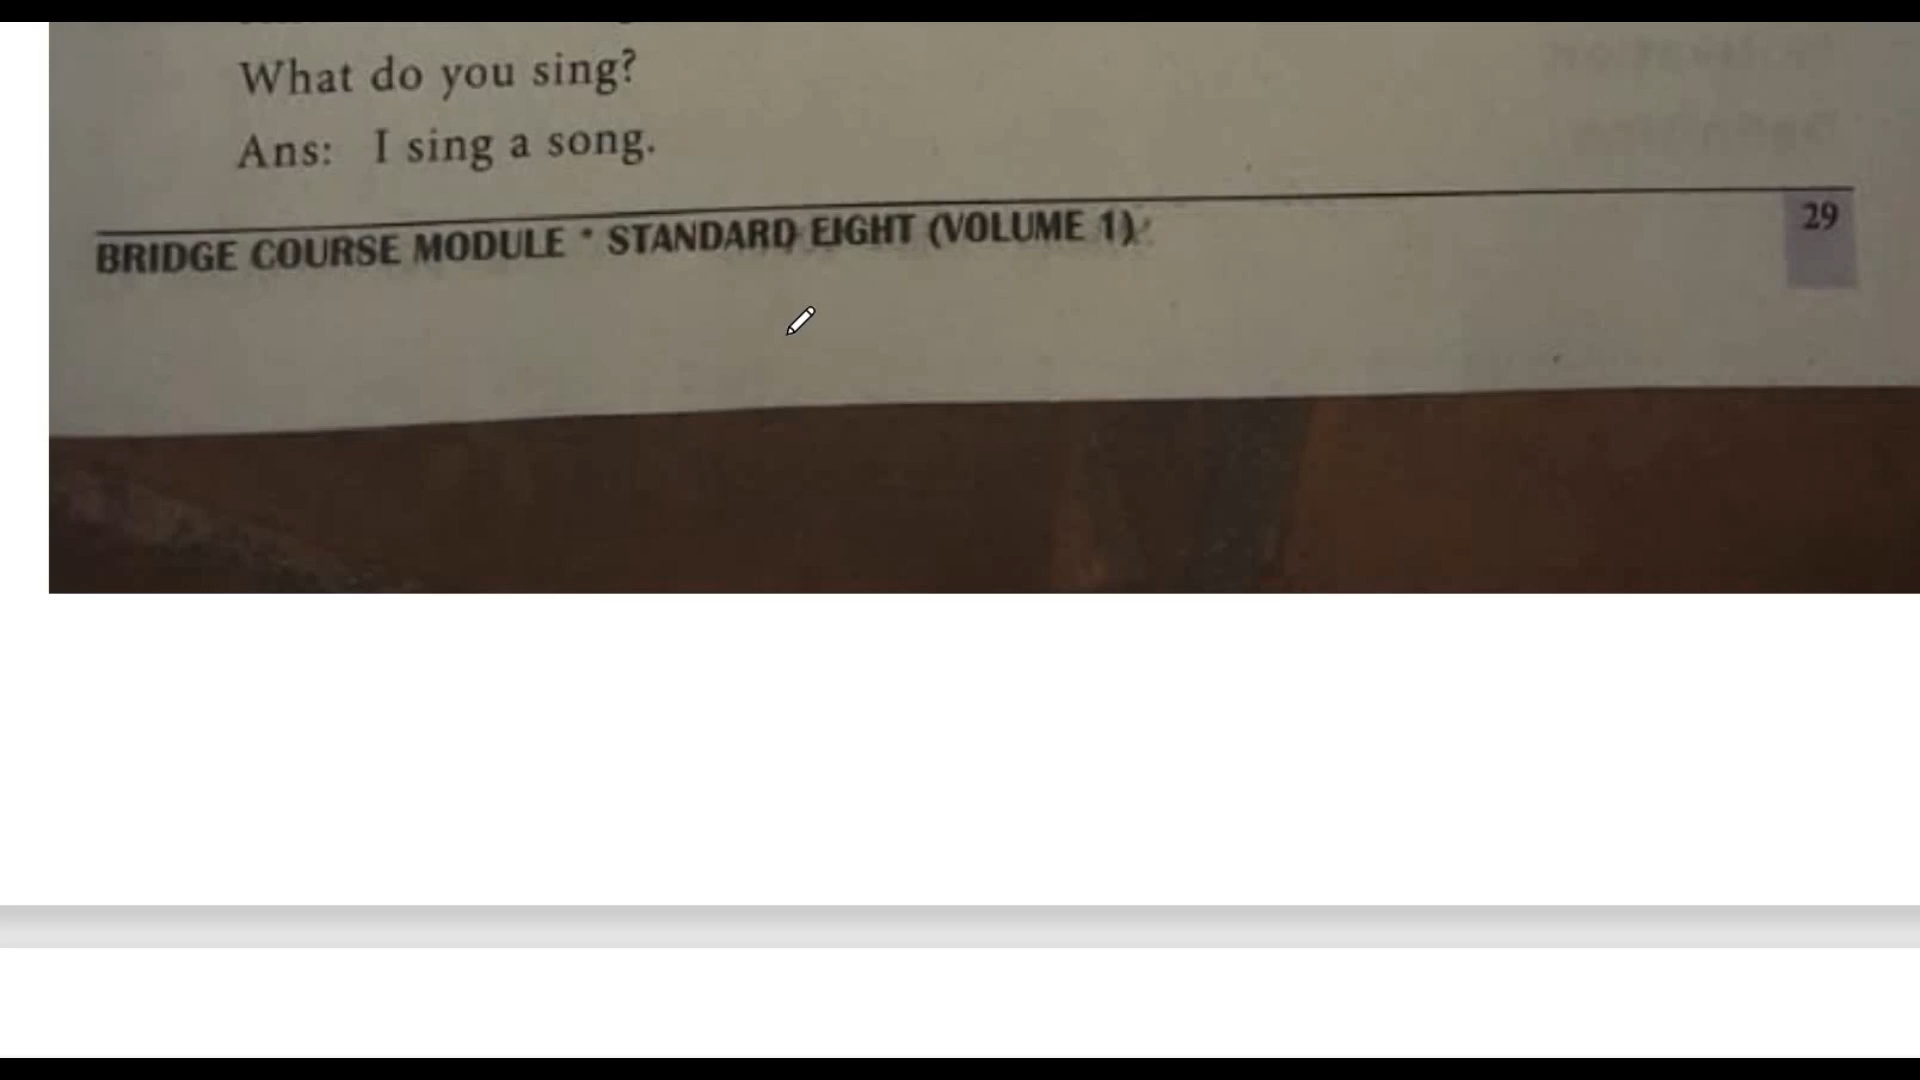 What do you sing?
Ans: I sing a song.
BRIDGE COURSE MODULE * STANDARD EIGHT (VOLUME 1)
29